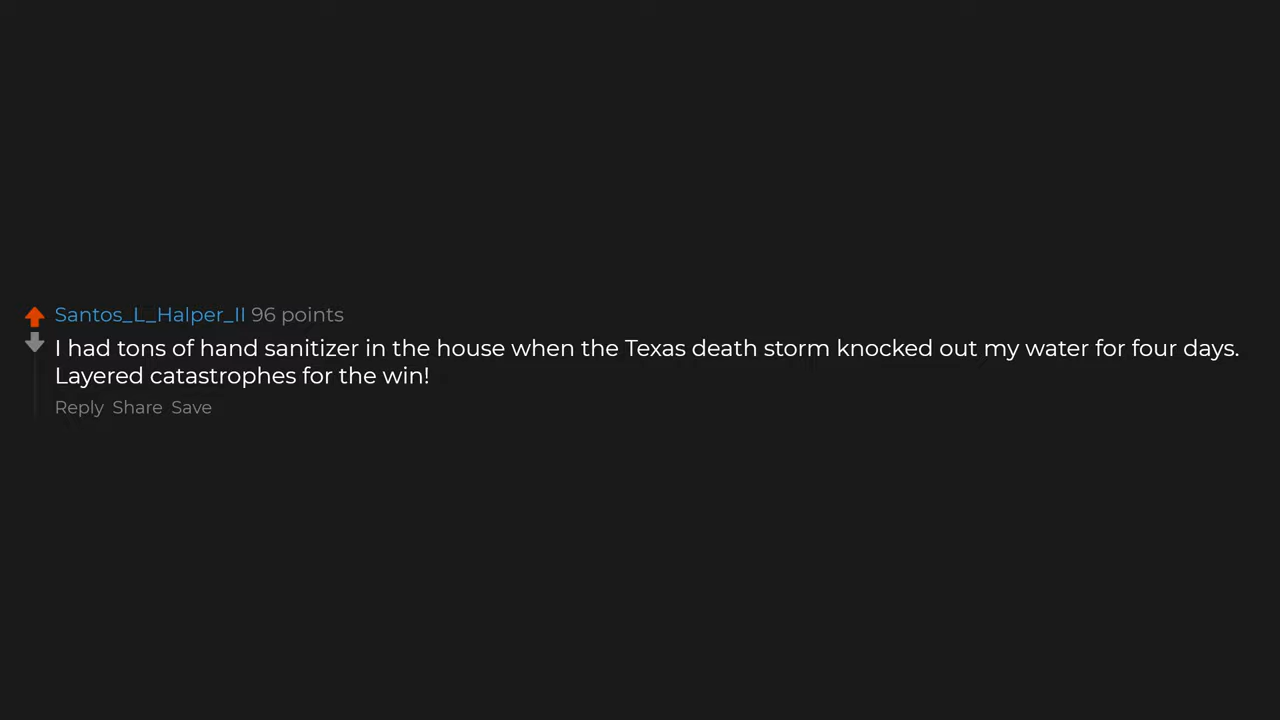 Santos_L_Halper_II 96 points
I had tons of hand sanitizer in the house when the Texas death storm knocked out my water for four days.
Layered catastrophes for the win!
Reply Share Save